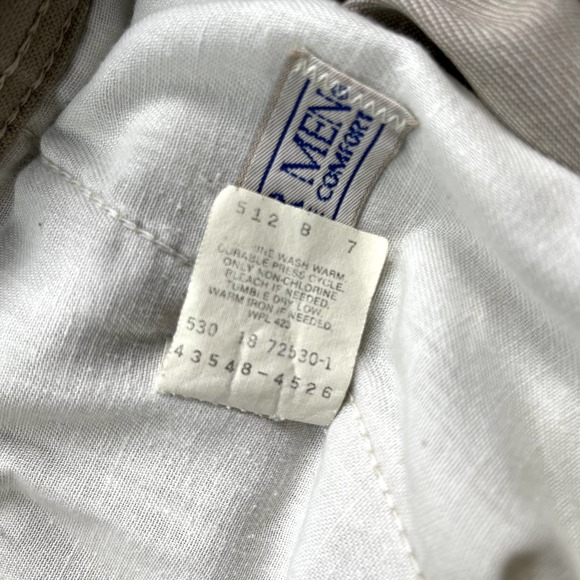 MEN®
COMFORT
512 B 7
INE WASH WARM
DURABLE PRESS CYCLE.
ONLY NON-CHLORINE
BLEACH IF NEEDED.
TUMBLE DRY LOW.
WARM IRON IF NEEDED.
WPL 423
530 18 72530-1
43548-4526